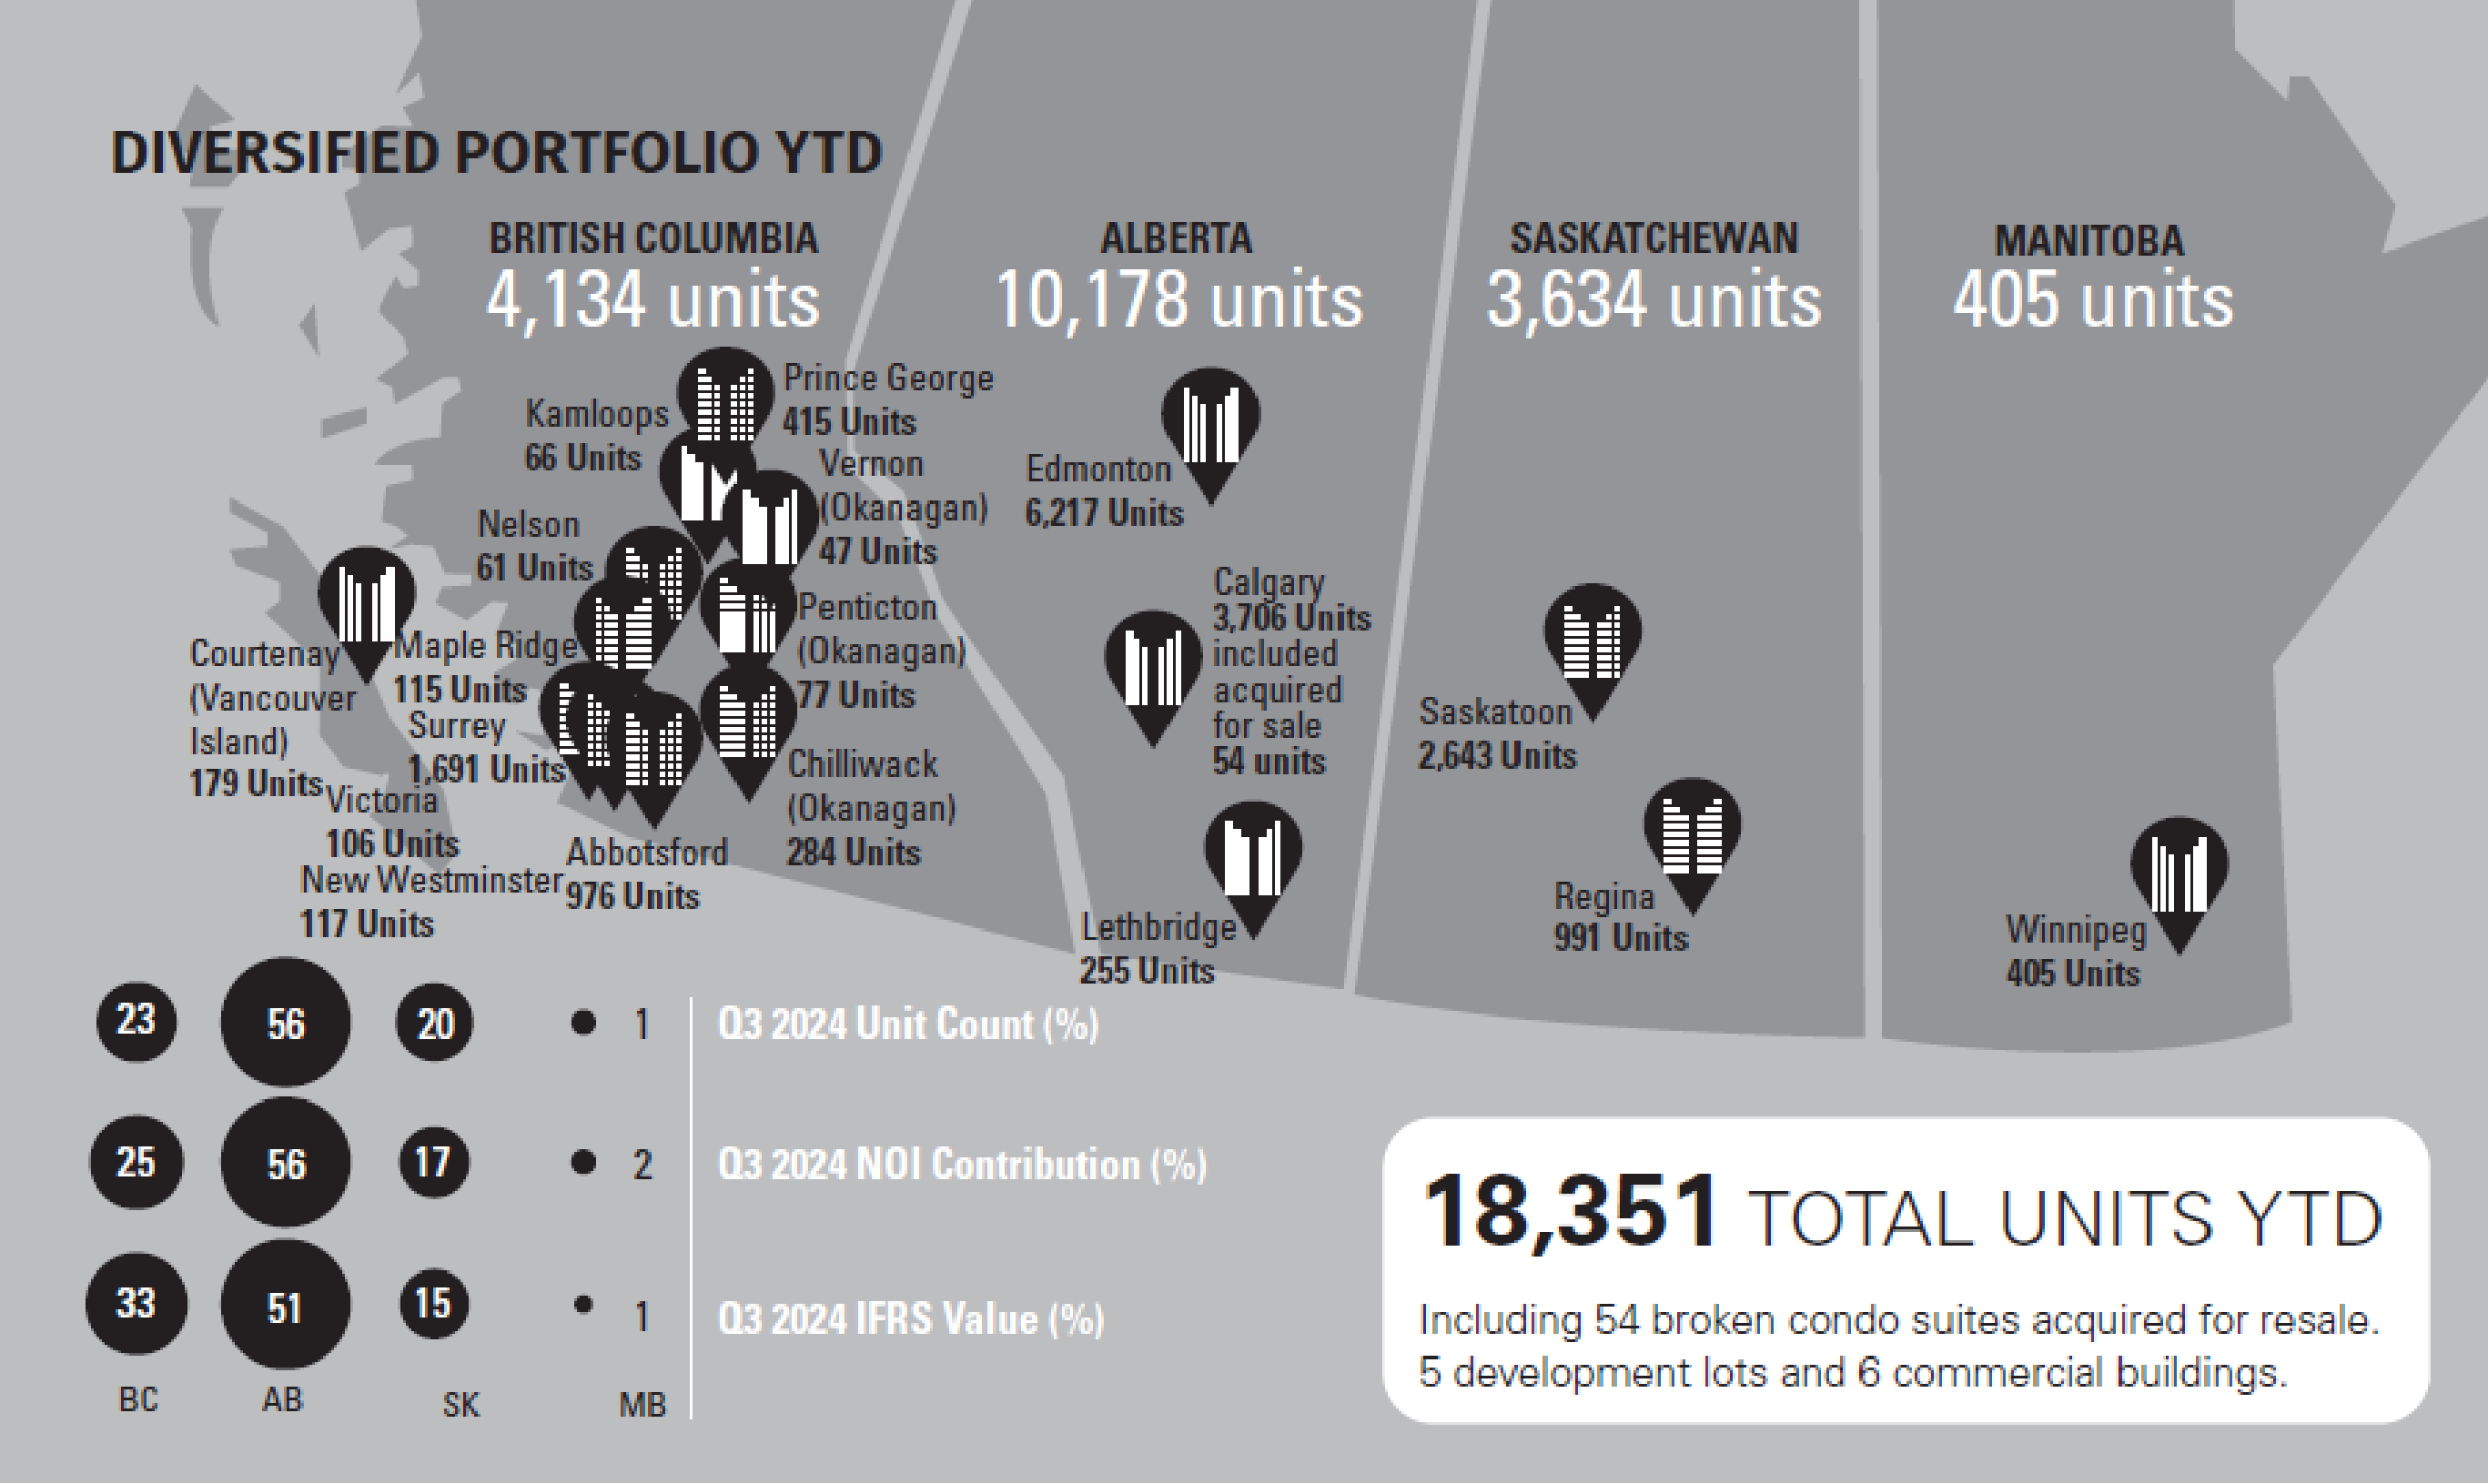 DIVERSIFIED PORTFOLIO YTD
BRITISH COLUMBIA
4,134 units
ALBERTA
10,178 units
SASKATCHEWAN
3,634 units
MANITOBA
405 units
Prince George
415 Units
Kamloops
66 Units
Vernon
(Okanagan)
47 Units
Nelson
61 Units
Penticton
(Okanagan)
77 Units
Courtenay
(Vancouver
Island)
179 Units
Maple Ridge
115 Units
Surrey
1,691 Units
Victoria
106 Units
New Westminster
117 Units
Abbotsford
976 Units
Chilliwack
(Okanagan)
284 Units
Edmonton
6,217 Units
Calgary
3,706 Units
included
acquired
for sale
54 units
Lethbridge
255 Units
Saskatoon
2,643 Units
Regina
991 Units
Winnipeg
405 Units
23 56 20 1 Q3 2024 Unit Count (%)
25 56 17 2 Q3 2024 NOI Contribution (%)
33 51 15 1 Q3 2024 IFRS Value (%)
BC AB SK MB
18,351 TOTAL UNITS YTD
Including 54 broken condo suites acquired for resale.
5 development lots and 6 commercial buildings.